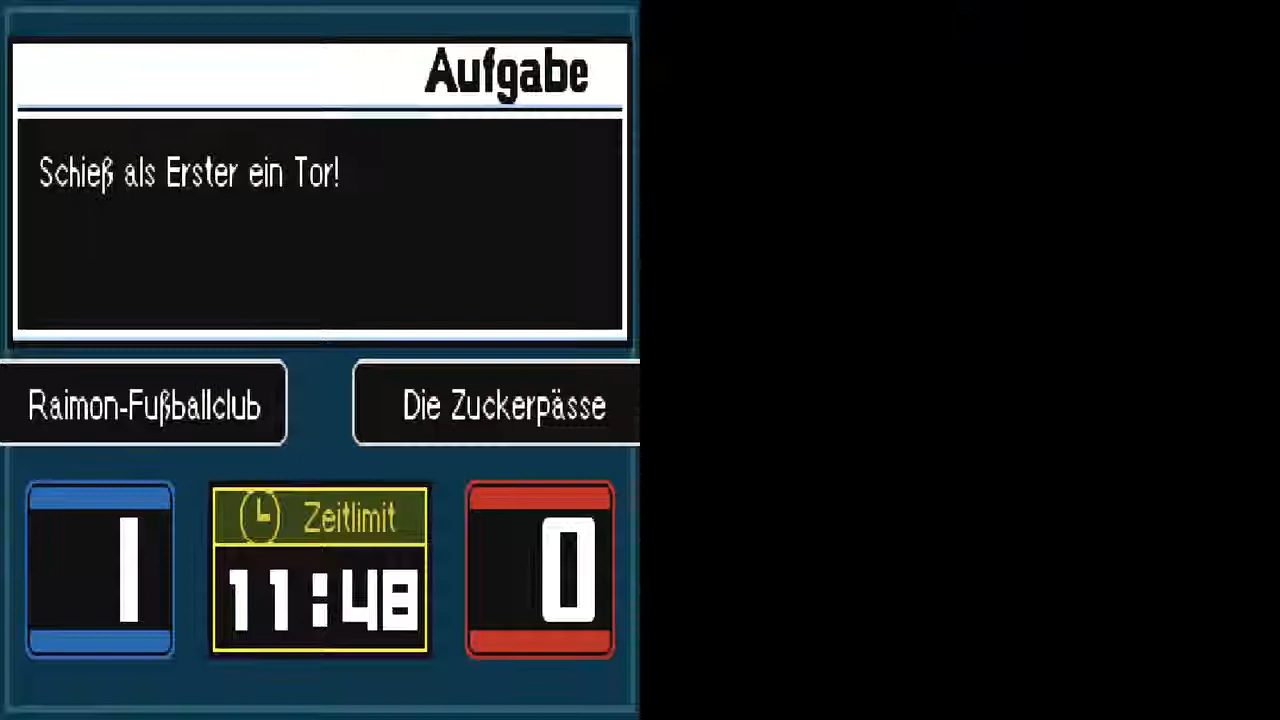 Aufgabe
Schieß als Erster ein Tor!
Raimon-Fußballclub
Die Zuckerpässe
1
Zeitlimit
11:48
0